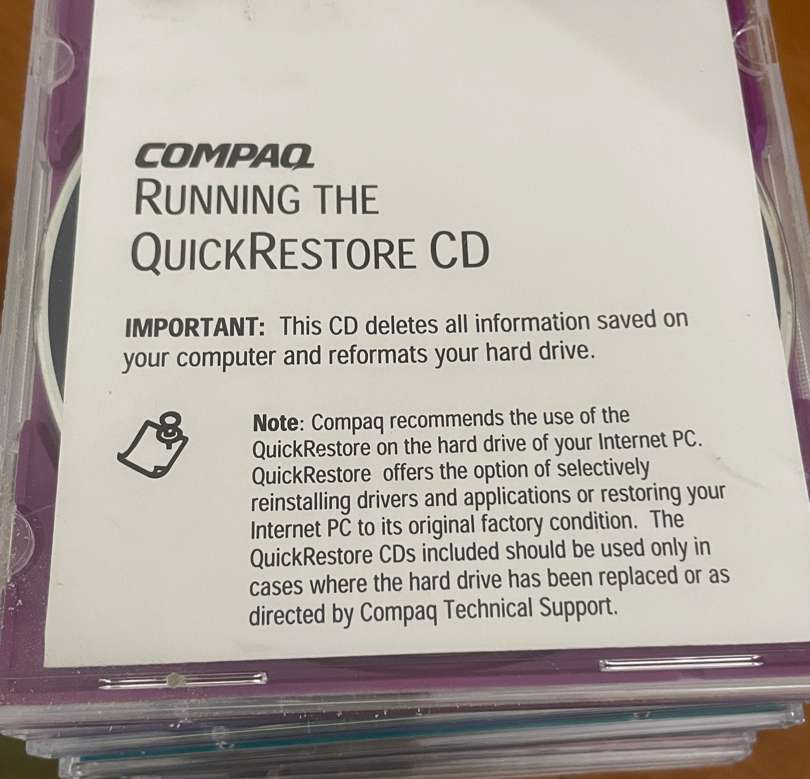 COMPAQ
RUNNING THE
QUICKRESTORE CD
IMPORTANT: This CD deletes all information saved on
your computer and reformats your hard drive.
Note: Compaq recommends the use of the
QuickRestore on the hard drive of your Internet PC.
QuickRestore offers the option of selectively
reinstalling drivers and applications or restoring your
Internet PC to its original factory condition. The
QuickRestore CDs included should be used only in
cases where the hard drive has been replaced or as
directed by Compaq Technical Support.